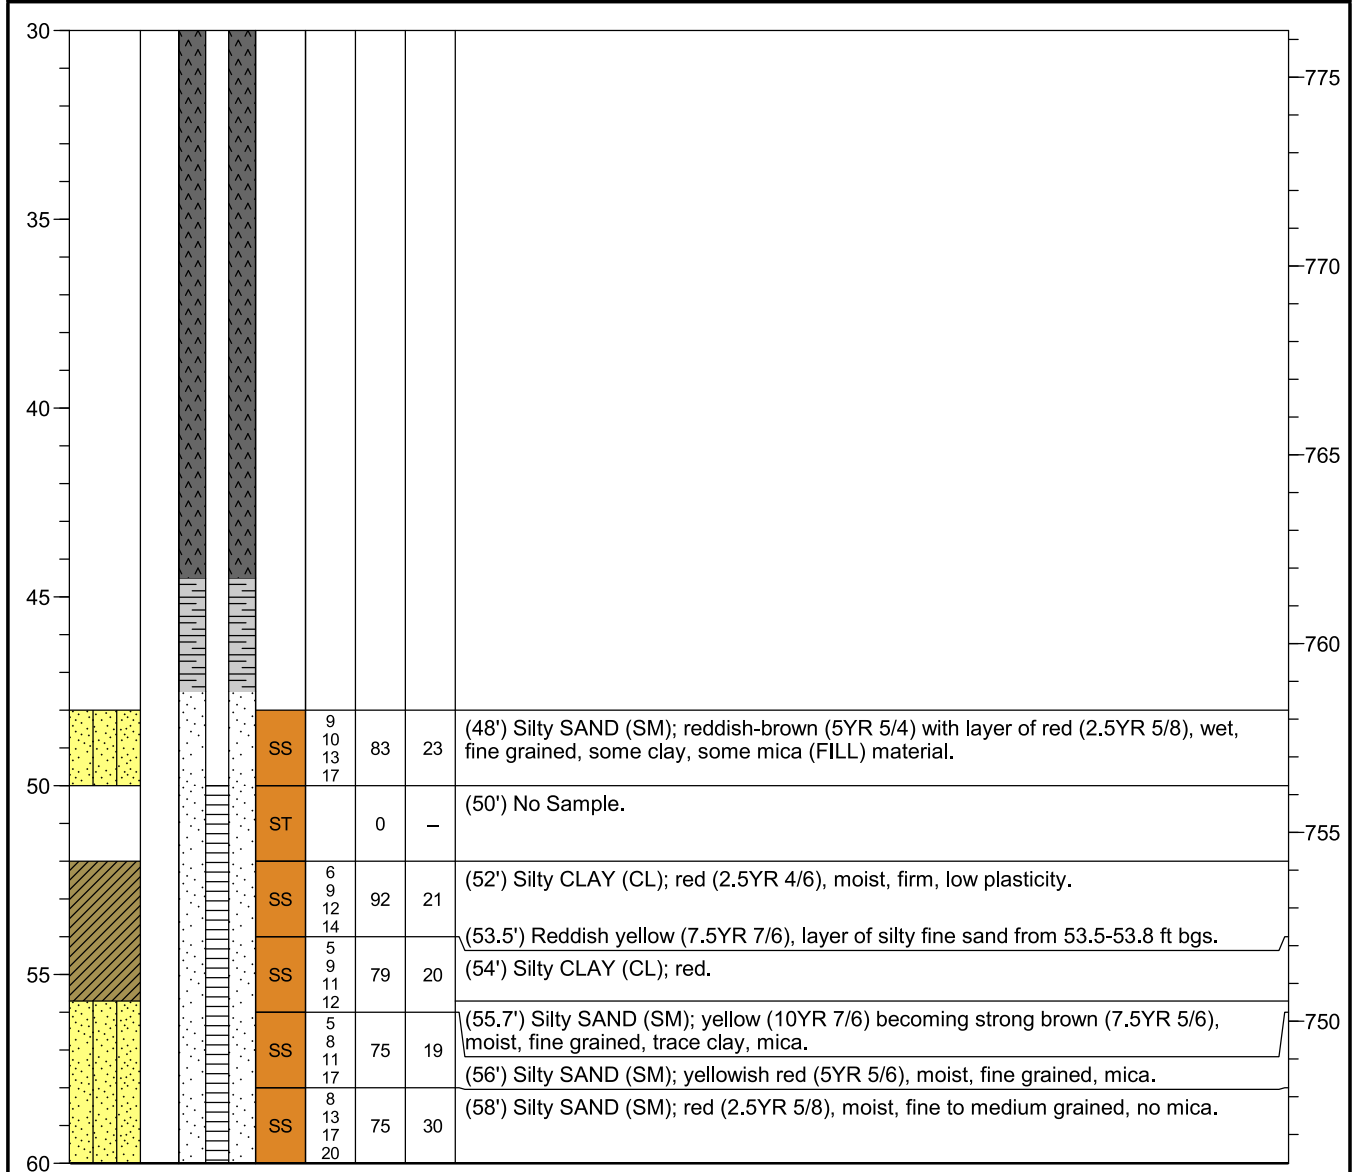 30
775
35
770
40
765
45
760
SS
9
10
13
17
83
23
(48') Silty SAND (SM); reddish-brown (5YR 5/4) with layer of red (2.5YR 5/8), wet,
fine grained, some clay, some mica (FILL) material.
50
ST
0
–
(50') No Sample.
755
SS
6
9
12
14
92
21
(52') Silty CLAY (CL); red (2.5YR 4/6), moist, firm, low plasticity.
(53.5') Reddish yellow (7.5YR 7/6), layer of silty fine sand from 53.5-53.8 ft bgs.
55
SS
5
9
11
12
79
20
(54') Silty CLAY (CL); red.
SS
5
8
11
17
75
19
(55.7') Silty SAND (SM); yellow (10YR 7/6) becoming strong brown (7.5YR 5/6),
moist, fine grained, trace clay, mica.
750
(56') Silty SAND (SM); yellowish red (5YR 5/6), moist, fine grained, mica.
SS
8
13
17
20
75
30
(58') Silty SAND (SM); red (2.5YR 5/8), moist, fine to medium grained, no mica.
60